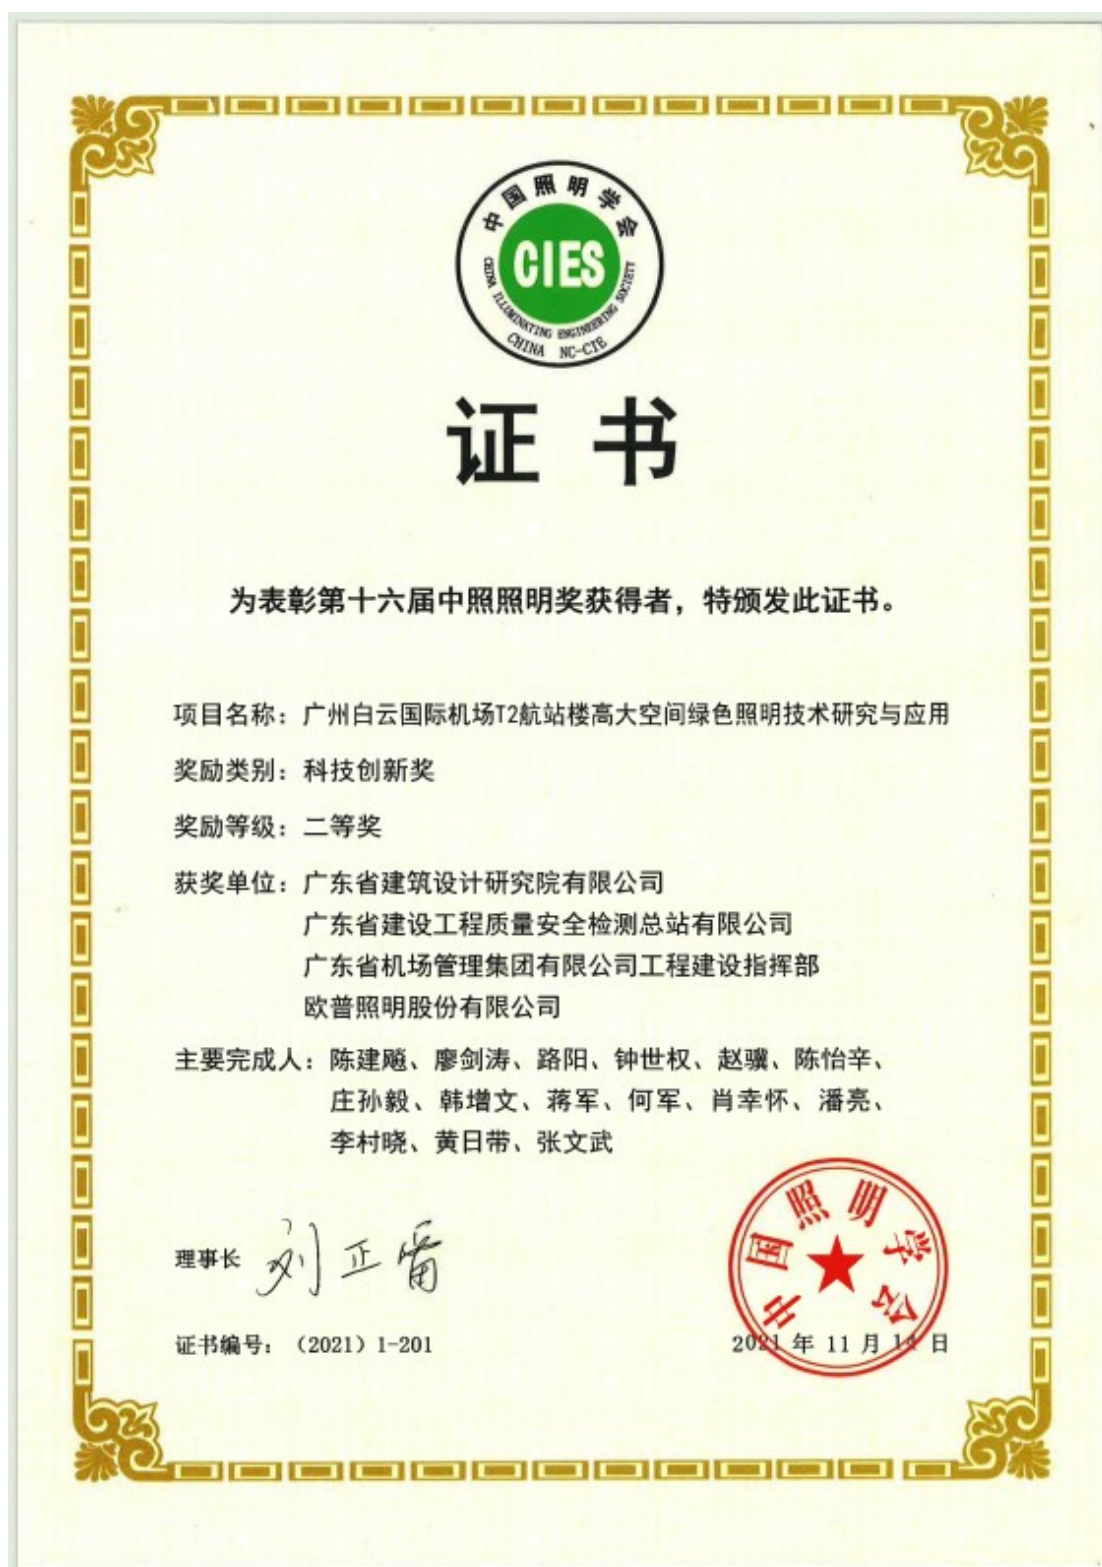 中国照明学会
CIES
CHINA ILLUMINATING ENGINEERING SOCIETY
CHINA NC-CIE
证书
为表彰第十六届中照照明奖获得者，特颁发此证书。
项目名称：广州白云国际机场T2航站楼高大空间绿色照明技术研究与应用
奖励类别：科技创新奖
奖励等级：二等奖
获奖单位：广东省建筑设计研究院有限公司
广东省建设工程质量安全检测总站有限公司
广东省机场管理集团有限公司工程建设指挥部
欧普照明股份有限公司
主要完成人：陈建飚、廖剑涛、路阳、钟世权、赵骥、陈怡辛、
庄孙毅、韩增文、蒋军、何军、肖幸怀、潘亮、
李村晓、黄日带、张文武
理事长 刘正雷
中国照明学会
证书编号：（2021）1-201
2021 年 11 月 14 日